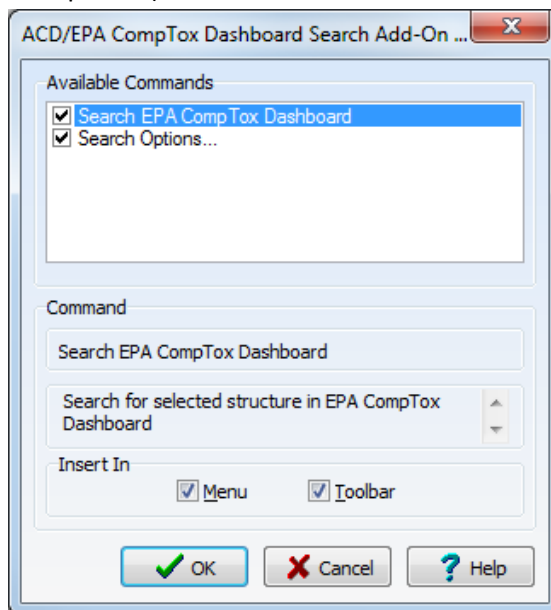 ACD/EPA CompTox Dashboard Search Add-On ...
Available Commands
Search EPA CompTox Dashboard
Search Options...
Command
Search EPA CompTox Dashboard
Search for selected structure in EPA CompTox
Dashboard
Insert In
Menu Toolbar
OK Cancel Help